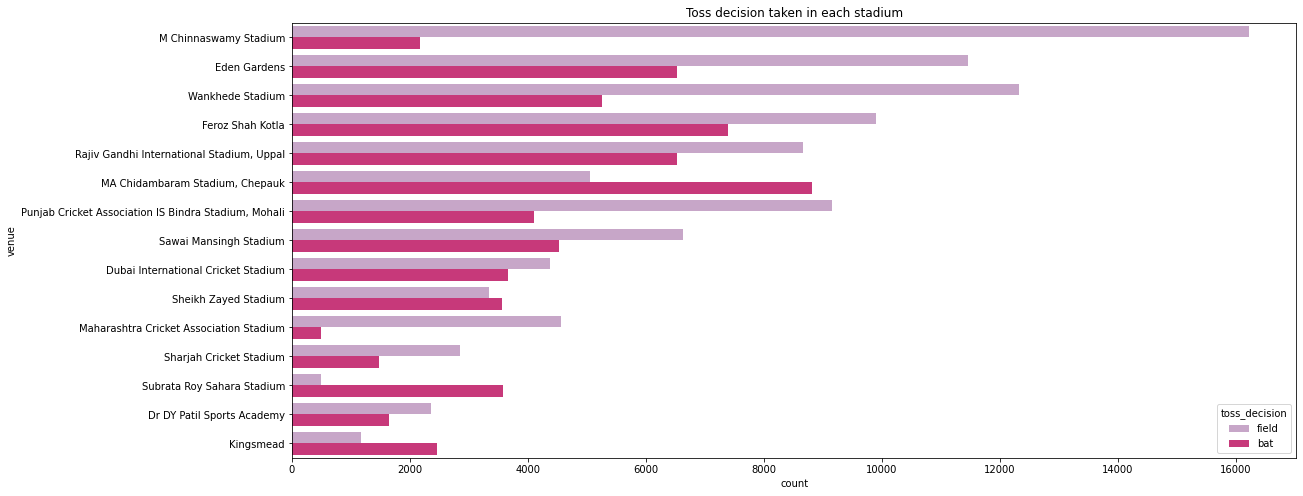 Toss decision taken in each stadium
M Chinnaswamy Stadium
Eden Gardens
Wankhede Stadium
Feroz Shah Kotla
Rajiv Gandhi International Stadium, Uppal
MA Chidambaram Stadium, Chepauk
Punjab Cricket Association IS Bindra Stadium, Mohali
Sawai Mansingh Stadium
Dubai International Cricket Stadium
Sheikh Zayed Stadium
Maharashtra Cricket Association Stadium
Sharjah Cricket Stadium
Subrata Roy Sahara Stadium
Dr DY Patil Sports Academy
Kingsmead
venue
toss_decision
field
bat
0 2000 4000 6000 8000 10000 12000 14000 16000
count